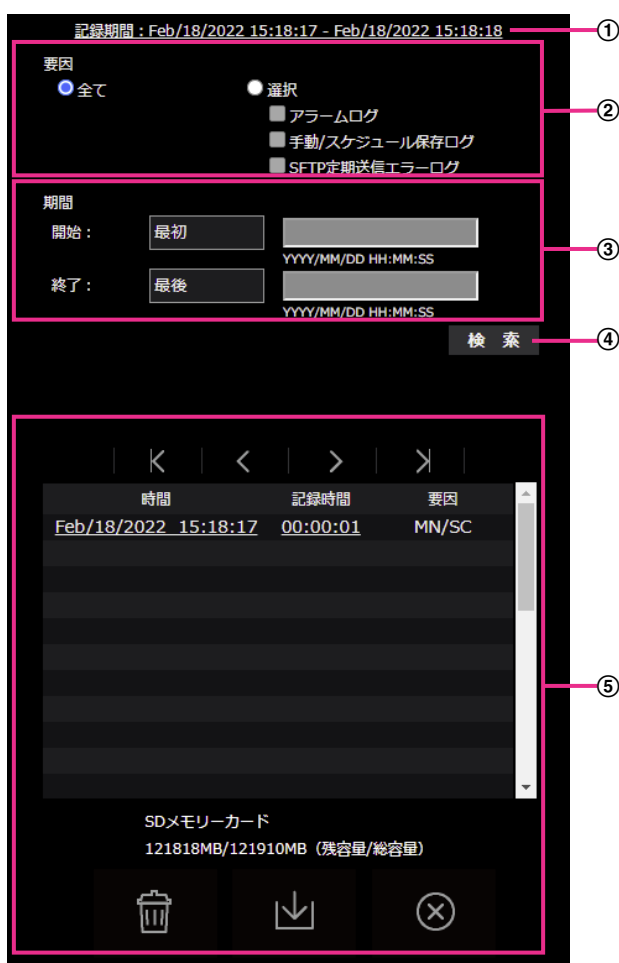 記録期間：Feb/18/2022 15:18:17 - Feb/18/2022 15:18:18 ①
要因
全て 選択 ②
アラームログ
手動/スケジュール保存ログ
SFTP定期送信エラーログ
期間
開始： 最初 ③
YYYY/MM/DD HH:MM:SS
終了： 最後
YYYY/MM/DD HH:MM:SS
検 索 ④
時間 記録時間 要因
Feb/18/2022 15:18:17 00:00:01 MN/SC
⑤
SDメモリーカード
121818MB/121910MB（残容量/総容量）